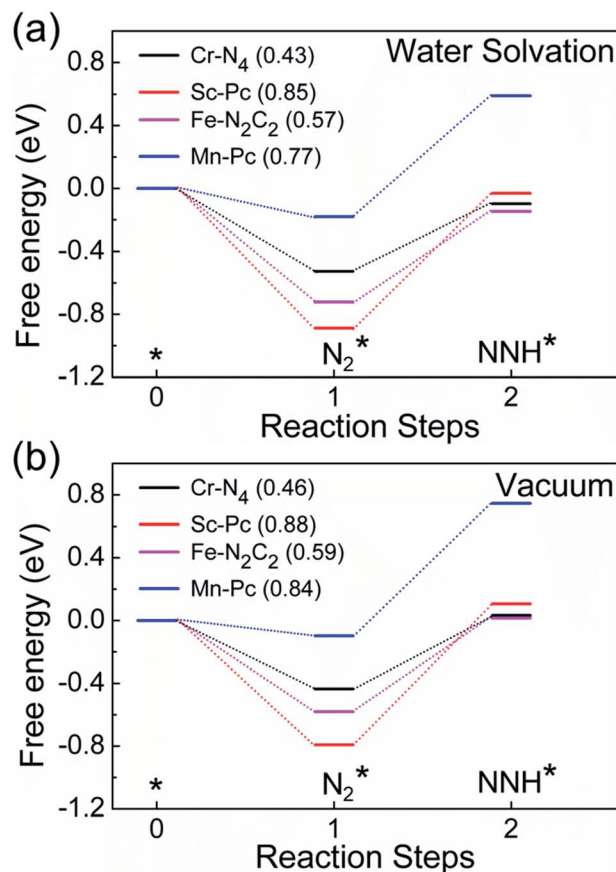 (a)
Water Solvation
Cr-N₄ (0.43)
Sc-Pc (0.85)
Fe-N₂C₂ (0.57)
Mn-Pc (0.77)
Free energy (eV)
0.8
0.4
0.0
-0.4
-0.8
-1.2
* N₂* NNH*
0 1 2
Reaction Steps
(b)
Vacuum
Cr-N₄ (0.46)
Sc-Pc (0.88)
Fe-N₂C₂ (0.59)
Mn-Pc (0.84)
Free energy (eV)
0.8
0.4
0.0
-0.4
-0.8
-1.2
* N₂* NNH*
0 1 2
Reaction Steps